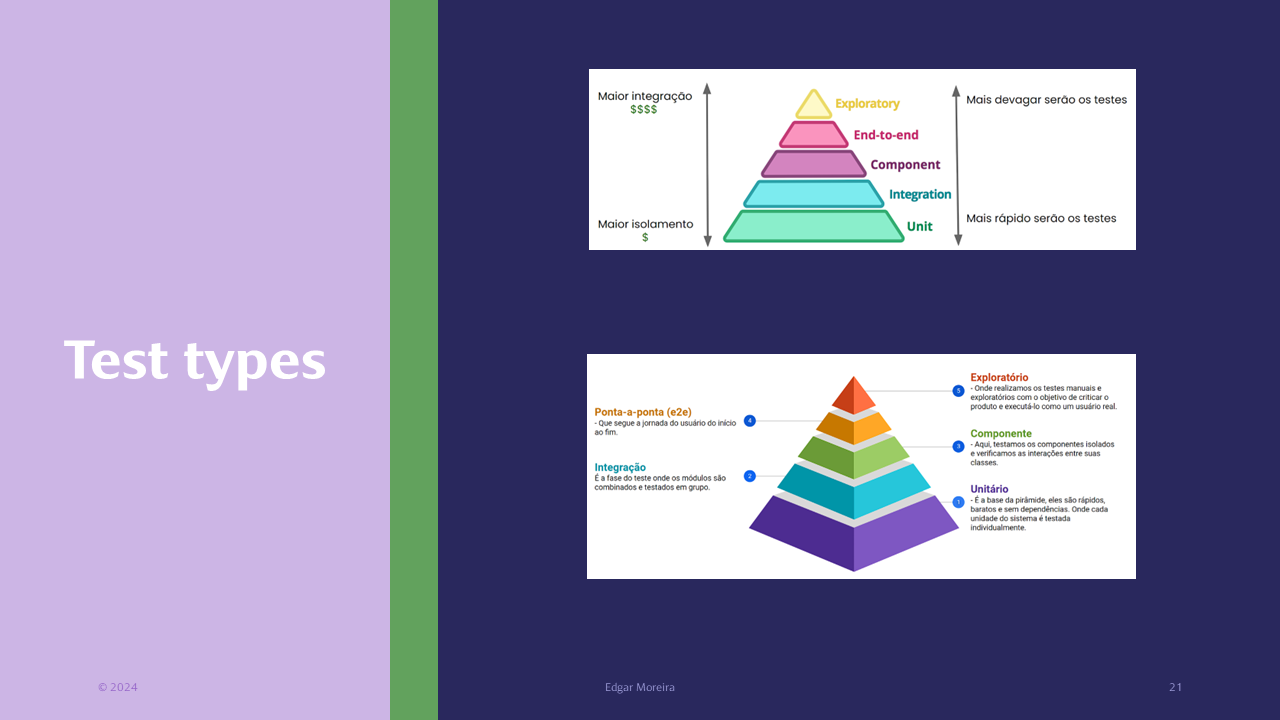 Test types
Maior integração
$$$$
Maior isolamento
$
Exploratory
End-to-end
Component
Integration
Unit
Mais devagar serão os testes
Mais rápido serão os testes
Ponta-a-ponta (e2e)
- Que segue a jornada do usuário do início
ao fim.
4
Integração
É a fase do teste onde os módulos são
combinados e testados em grupo.
2
5
Exploratório
- Onde realizamos os testes manuais e
exploratórios com o objetivo de criticar o
produto e executá-lo como um usuário real.
3
Componente
- Aqui, testamos os componentes isolados
e verificamos as interações entre suas
classes.
1
Unitário
- É a base da pirâmide, eles são rápidos,
baratos e sem dependências. Onde cada
unidade do sistema é testada
individualmente.
© 2024
Edgar Moreira
21